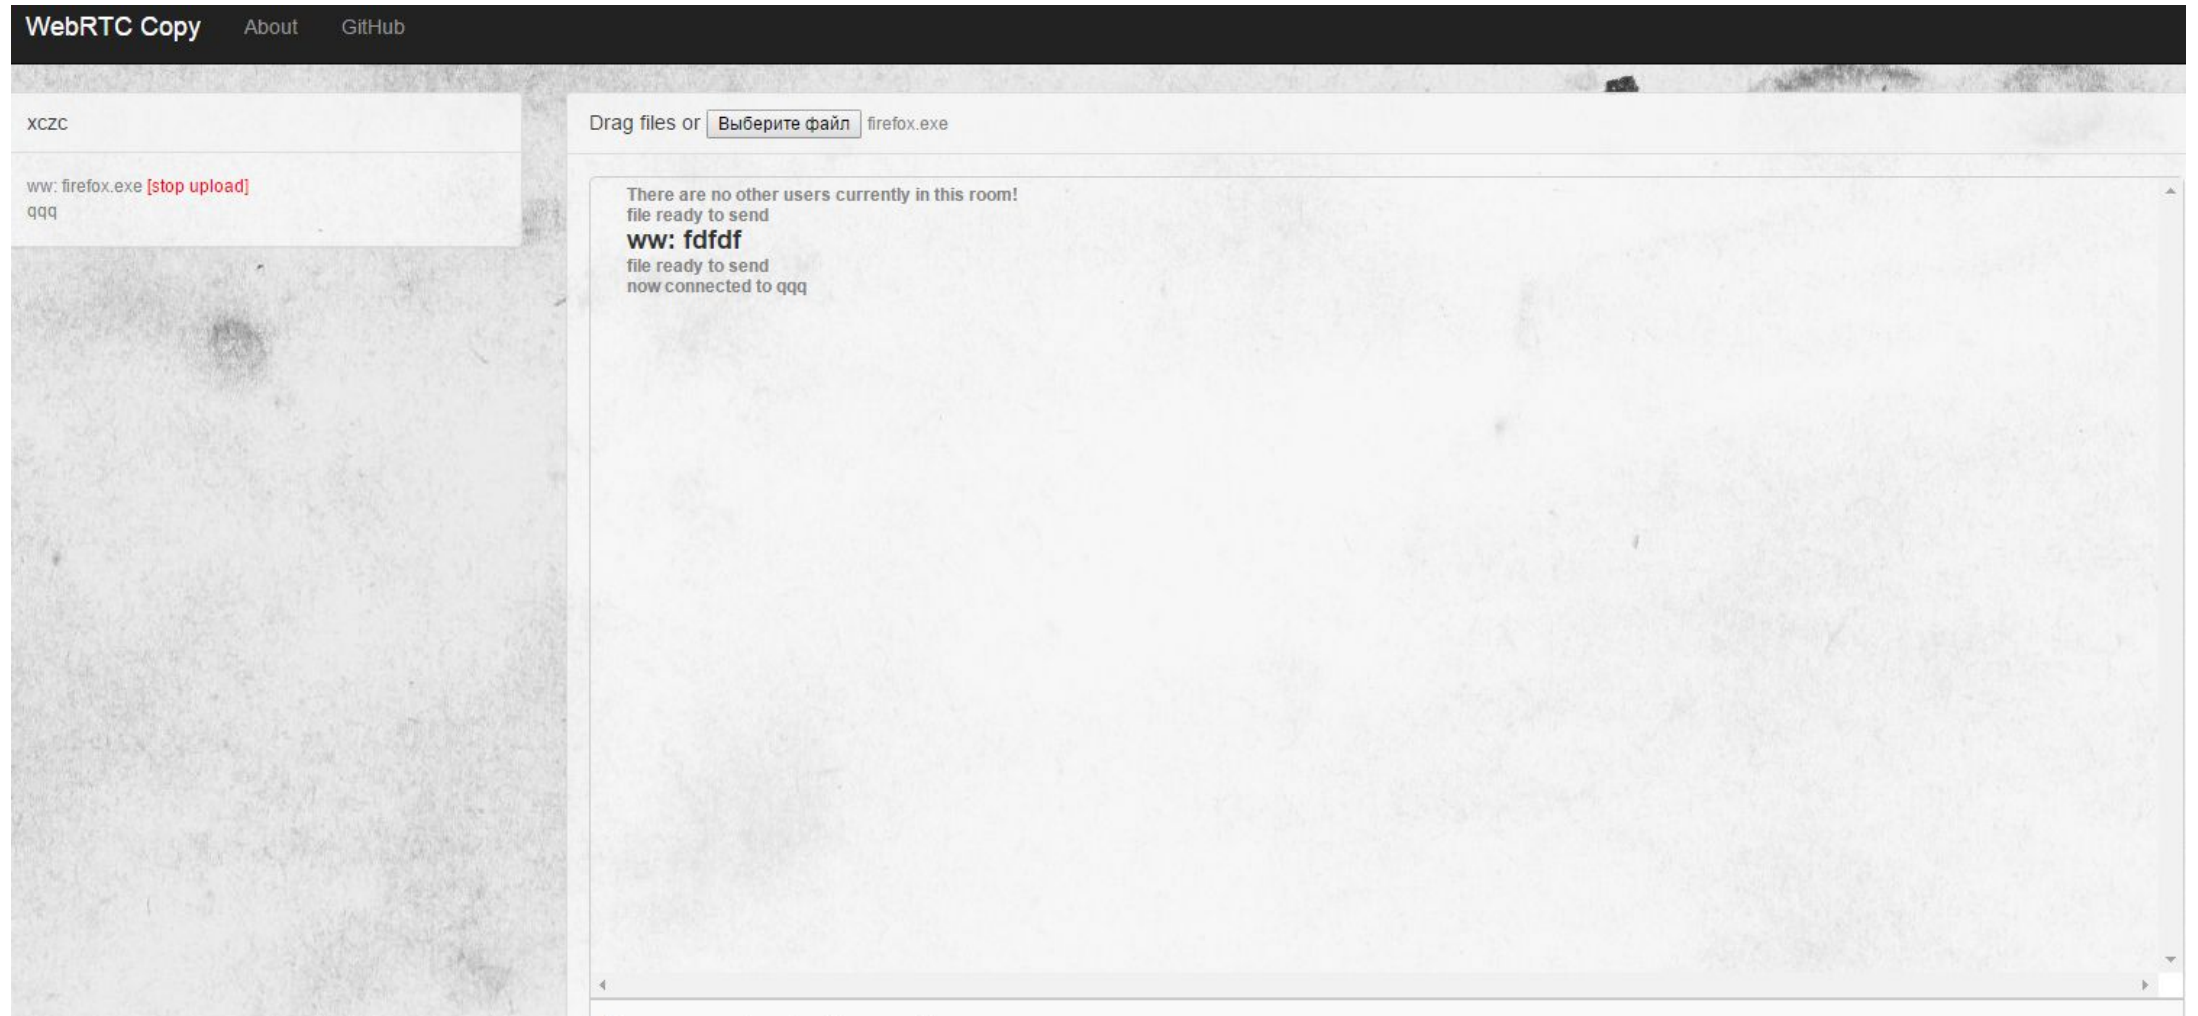 WebRTC Copy About GitHub
xczc
ww: firefox.exe [stop upload]
qqq
Drag files or Выберите файл firefox.exe
There are no other users currently in this room!
file ready to send
ww: fdfdf
file ready to send
now connected to qqq